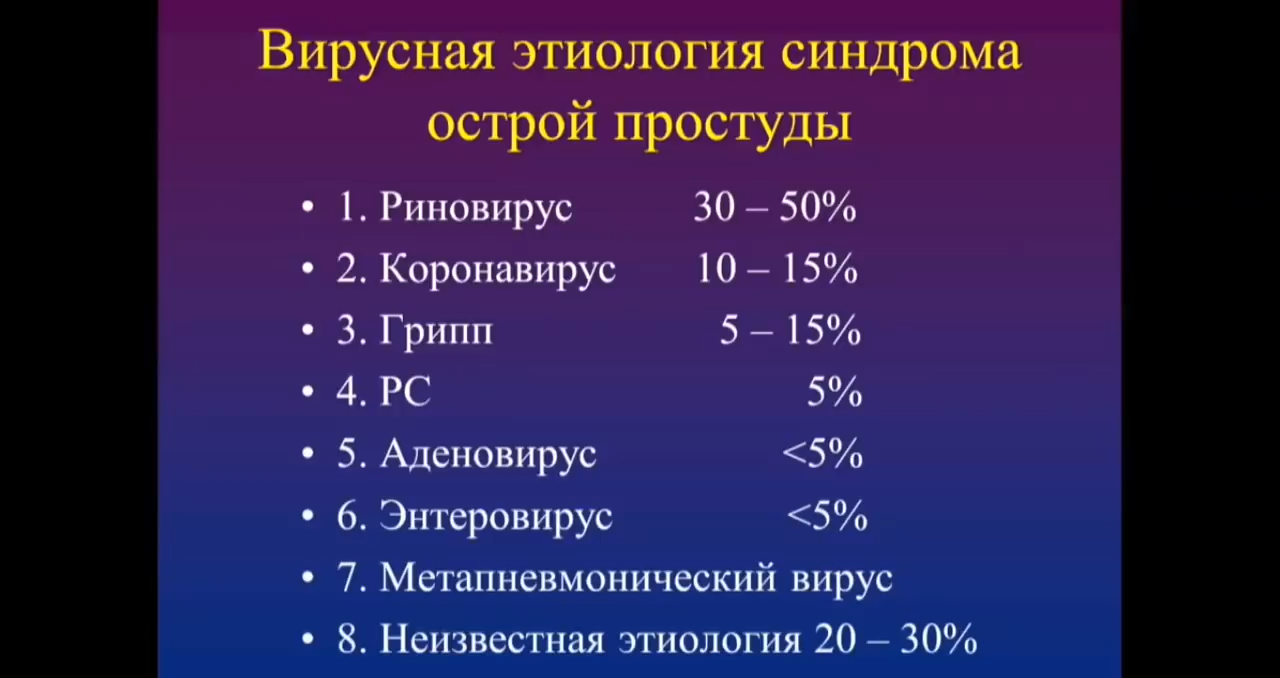 Вирусная этиология синдрома
острой простуды
• 1. Риновирус 30 – 50%
• 2. Коронавирус 10 – 15%
• 3. Грипп 5 – 15%
• 4. РС 5%
• 5. Аденовирус <5%
• 6. Энтеровирус <5%
• 7. Метапневмонический вирус
• 8. Неизвестная этиология 20 – 30%